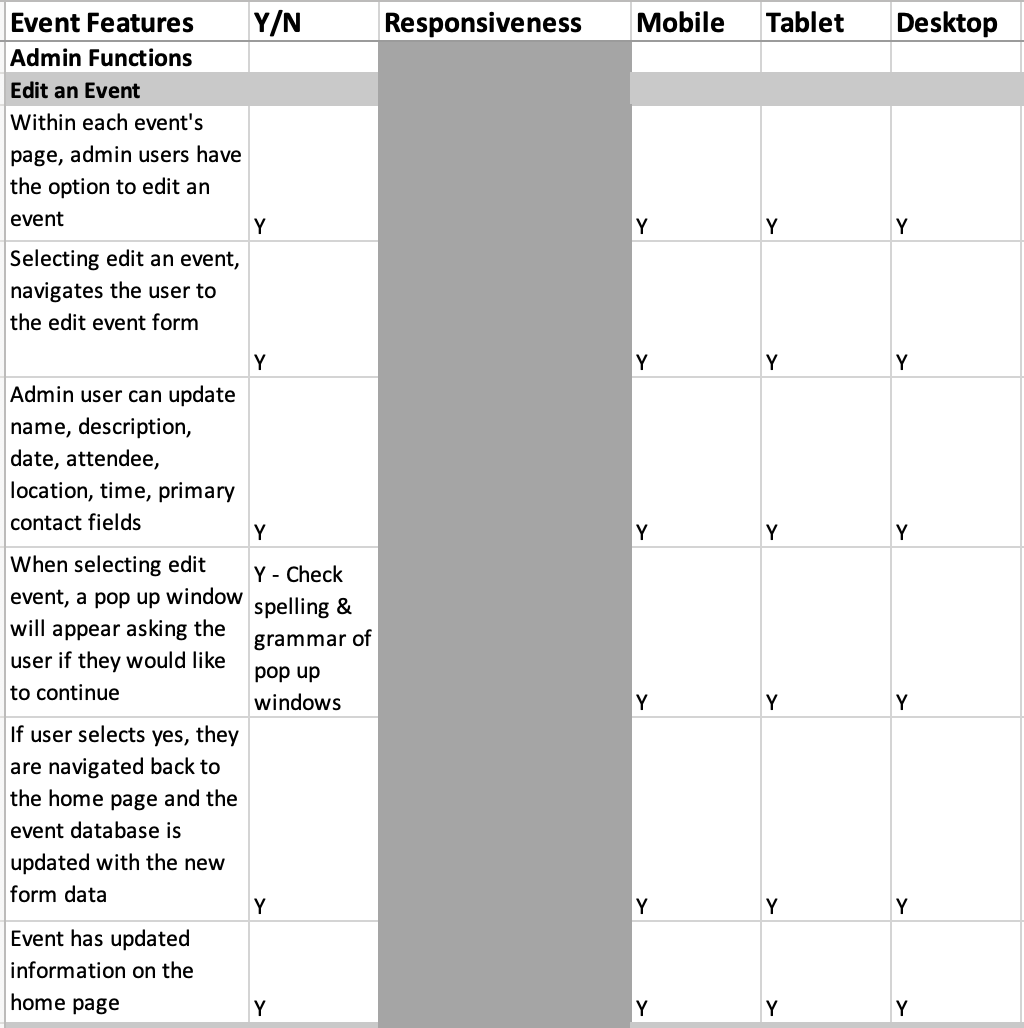 Event Features Y/N Responsiveness Mobile Tablet Desktop
Admin Functions
Edit an Event
Within each event's
page, admin users have
the option to edit an
event
Y Y Y Y
Selecting edit an event,
navigates the user to
the edit event form
Y Y Y Y
Admin user can update
name, description,
date, attendee,
location, time, primary
contact fields
Y Y Y Y
When selecting edit
event, a pop up window
will appear asking the
user if they would like
to continue
Y - Check
spelling &
grammar of
pop up
windows
Y Y Y
If user selects yes, they
are navigated back to
the home page and the
event database is
updated with the new
form data
Y Y Y Y
Event has updated
information on the
home page
Y Y Y Y